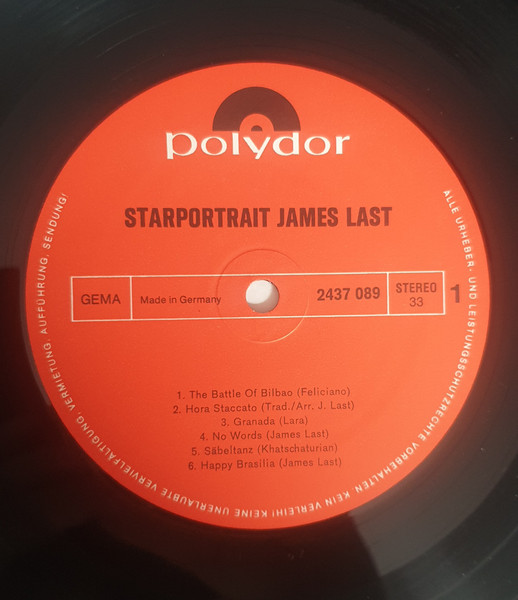 polydor
STARPORTRAIT JAMES LAST
GEMA
Made in Germany
2437 089
STEREO
33
1
1. The Battle Of Bilbao (Feliciano)
2. Hora Staccato (Trad./Arr. J. Last)
3. Granada (Lara)
4. No Words (James Last)
5. Säbeltanz (Khatschaturian)
6. Happy Brasilia (James Last)
ALLE URHEBER- UND LEISTUNGSSCHUTZRECHTE VORBEHALTEN KEIN VERLEIH! KEINE UNERLAUBTE VERVIELFÄLTIGUNG, VERMIETUNG, AUFFÜHRUNG, SENDUNG!